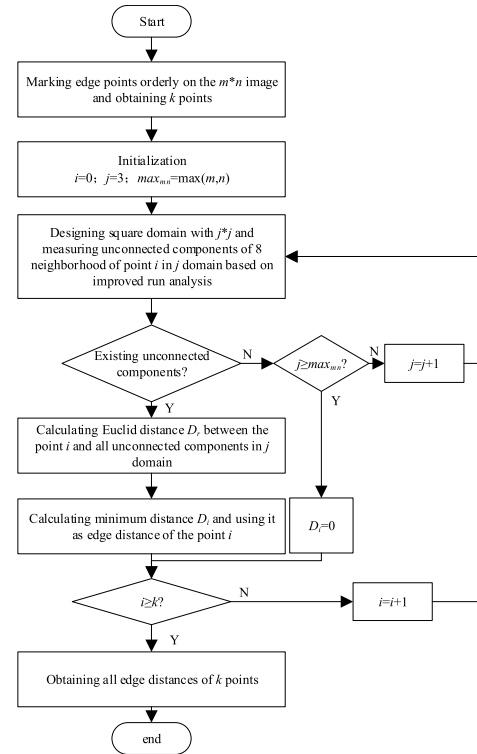 Start
Marking edge points orderly on the m*n image
and obtaining k points
Initialization
i=0；j=3；maxmn=max(m,n)
Designing square domain with j*j and
measuring unconnected components of 8
neighborhood of point i in j domain based on
improved run analysis
Existing unconnected
components?
N
j≥maxmn?
N
j=j+1
Y
Y
Calculating Euclid distance Dr between the
point i and all unconnected components in j
domain
Calculating minimum distance Di and using it
as edge distance of the point i
Di=0
i≥k?
N
i=i+1
Y
Obtaining all edge distances of k points
end